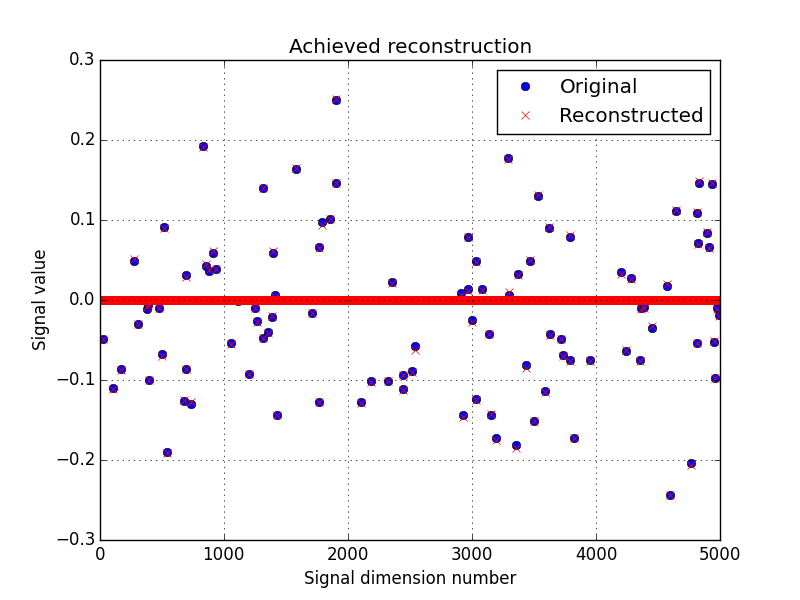 Achieved reconstruction
Original
Reconstructed
Signal value
0.3
0.2
0.1
0.0
−0.1
−0.2
−0.3
0
1000
2000
3000
4000
5000
Signal dimension number